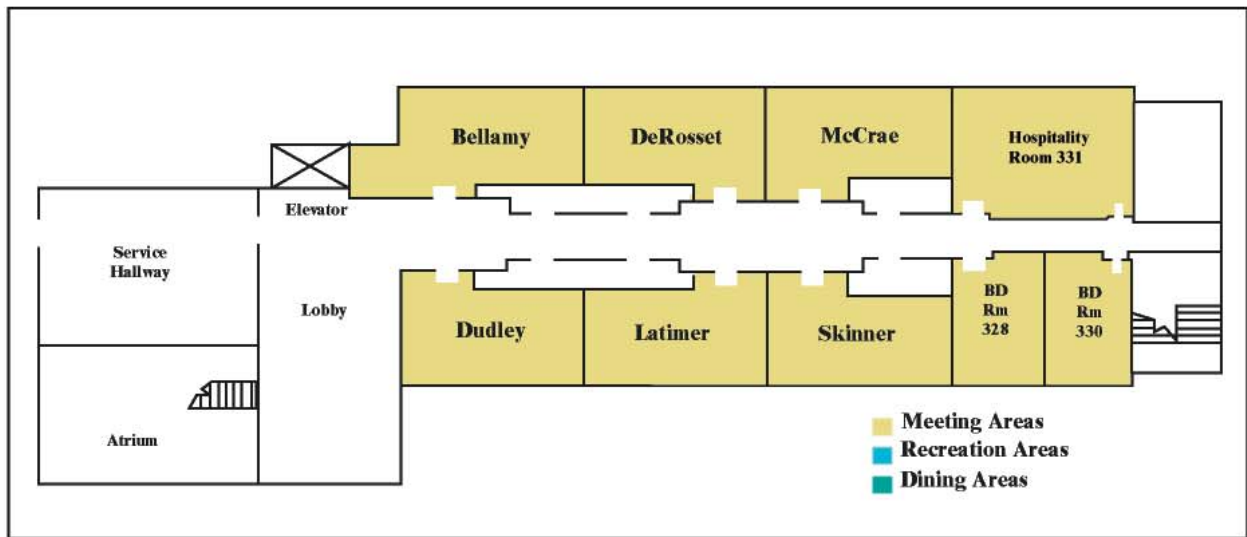 Bellamy
DeRosset
McCrae
Hospitality
Room 331
Elevator
Service
Hallway
Lobby
Dudley
Latimer
Skinner
BD
Rm
328
BD
Rm
330
Atrium
Meeting Areas
Recreation Areas
Dining Areas